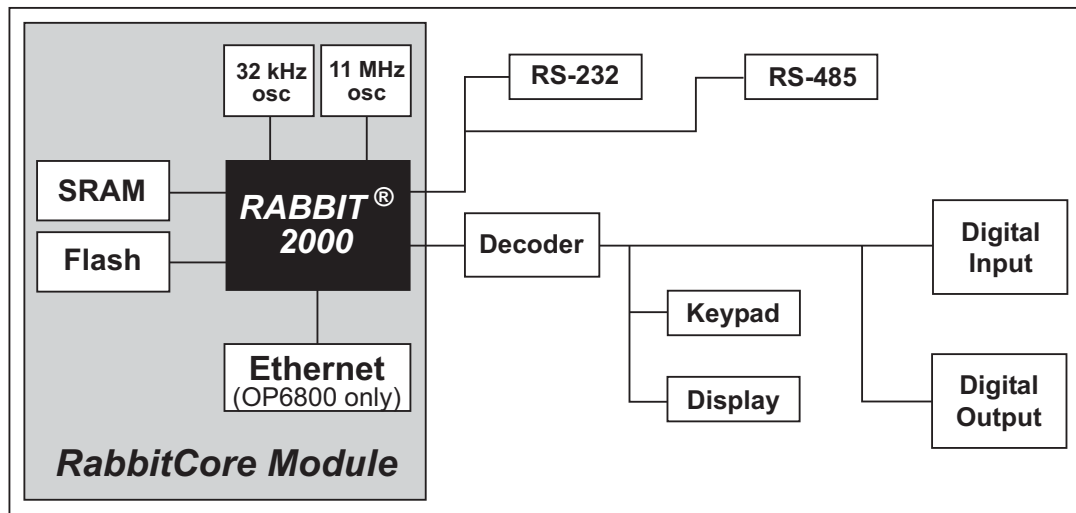 32 kHz
osc
11 MHz
osc
RS-232
RS-485
SRAM
RABBIT ®
2000
Flash
Decoder
Digital
Input
Keypad
Ethernet
(OP6800 only)
Display
Digital
Output
RabbitCore Module